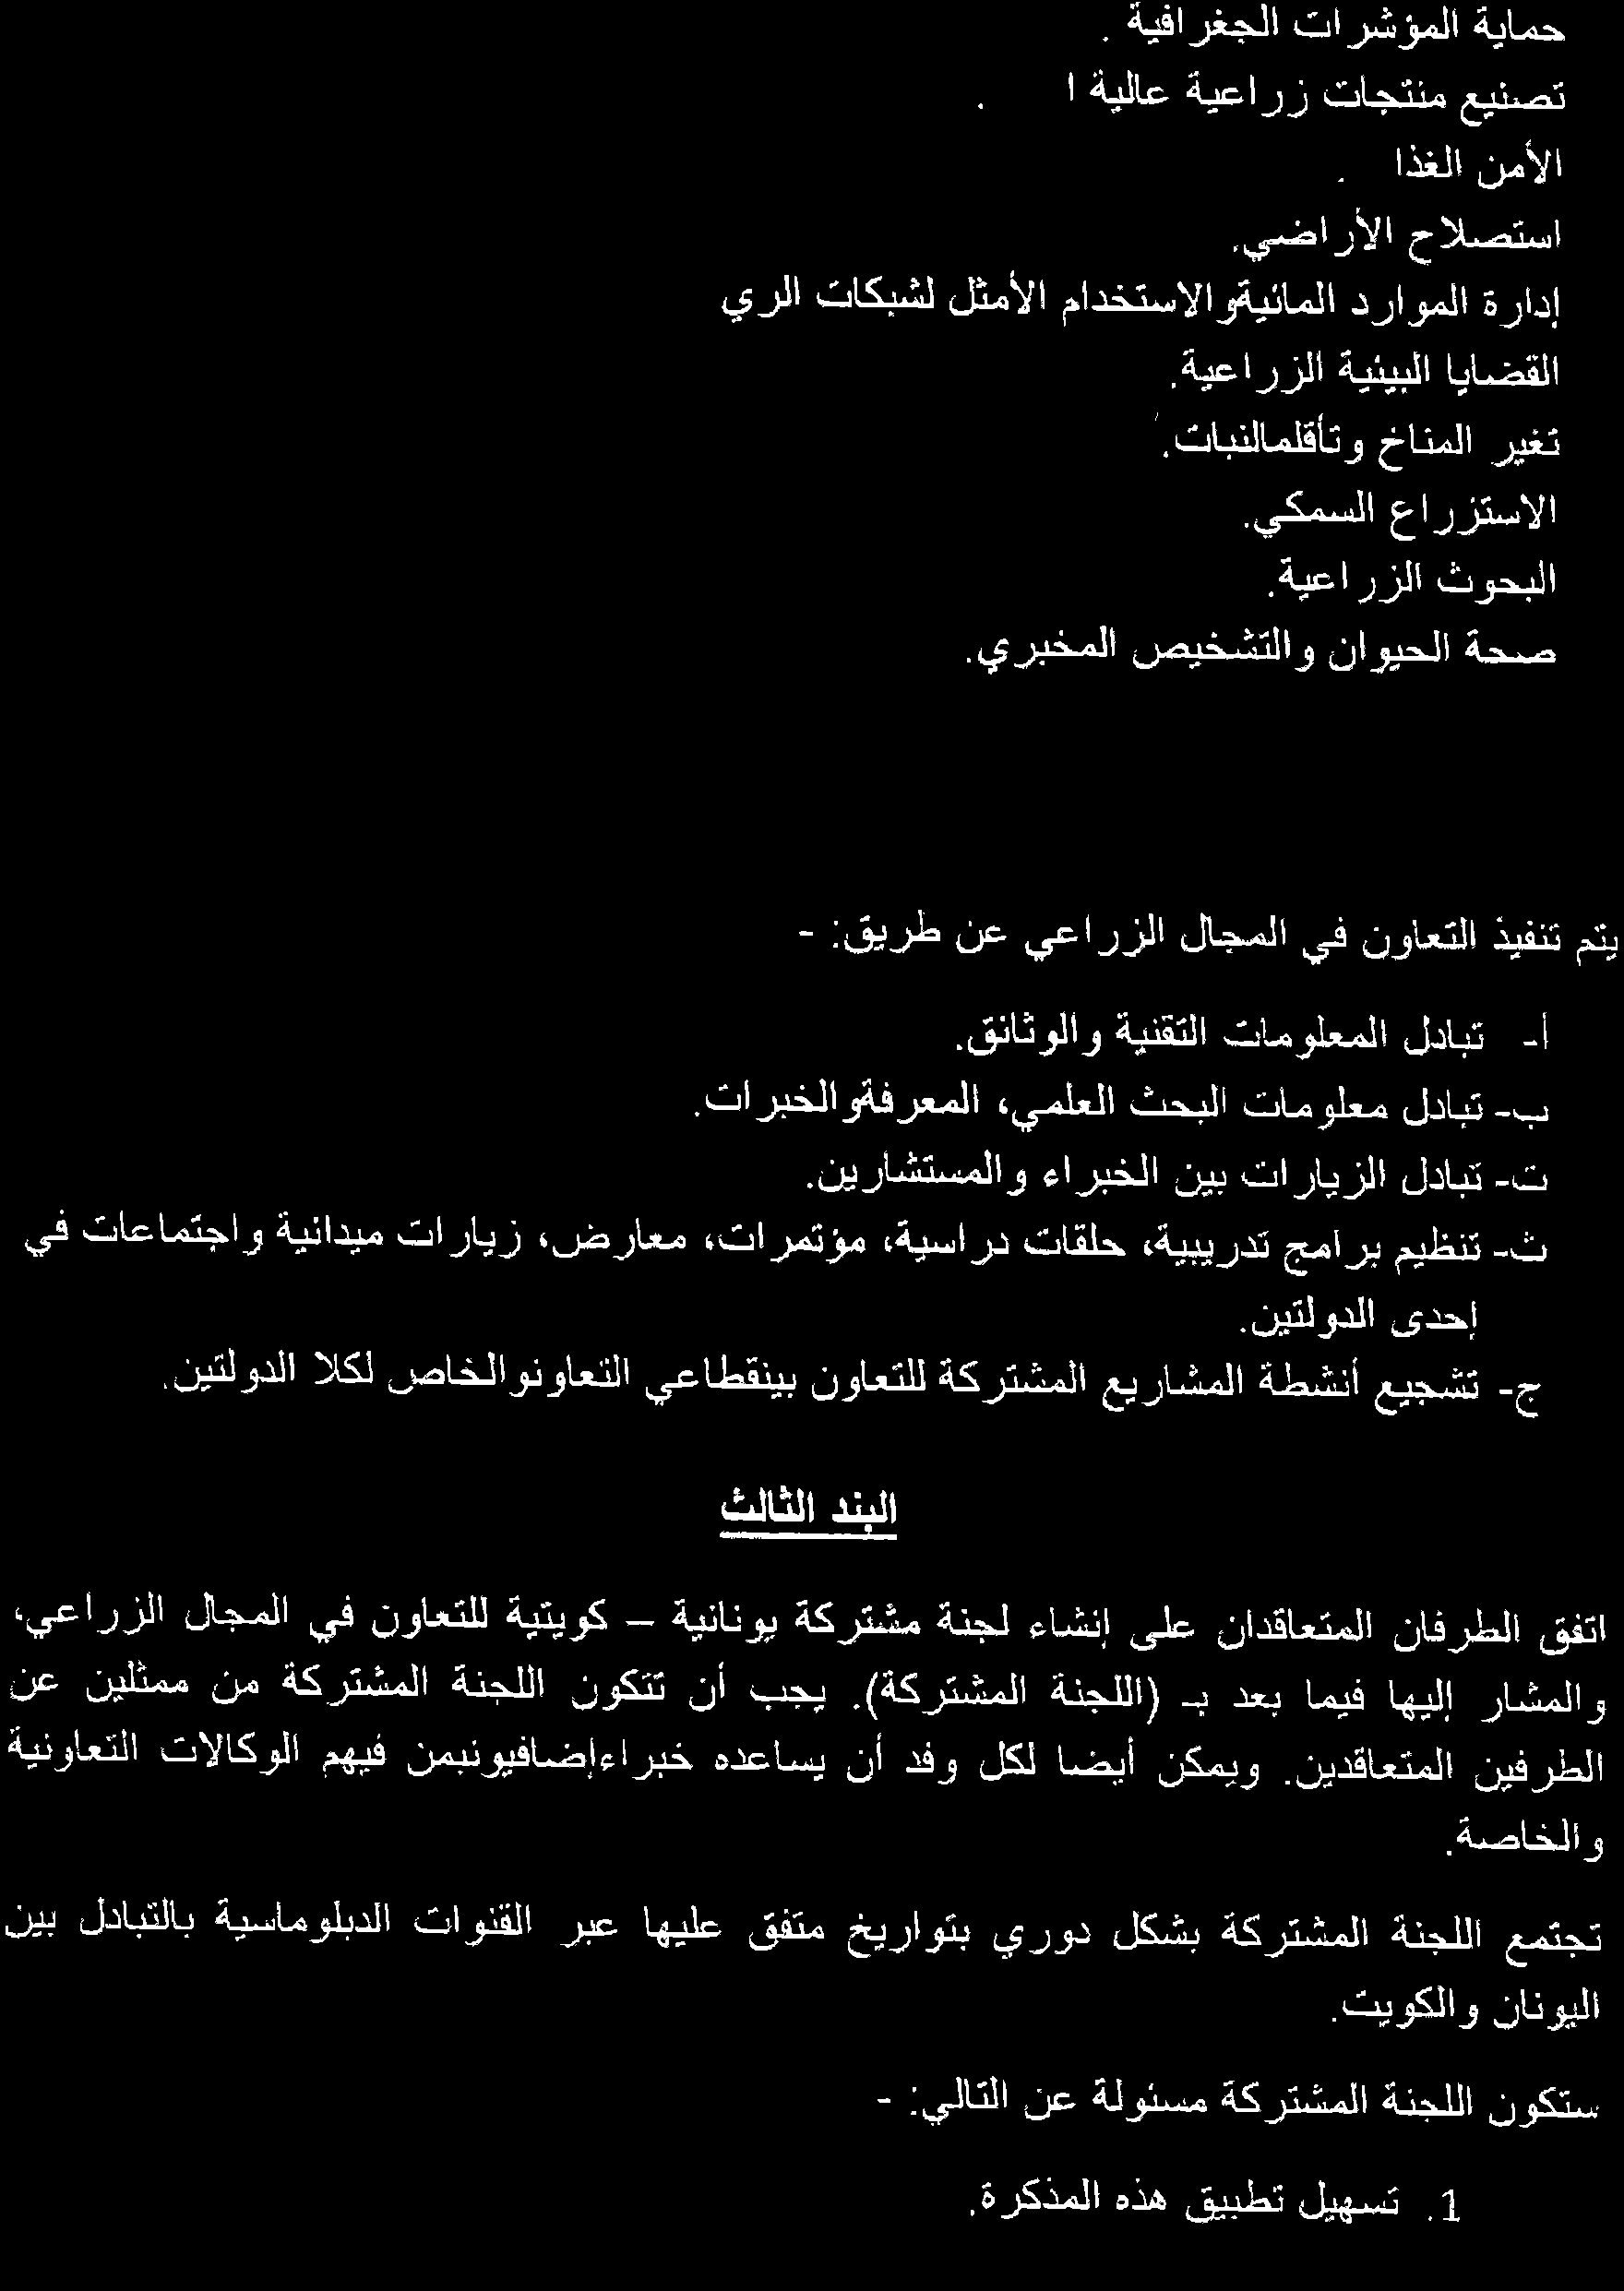 حماية المؤشرات الجغرافية .
تصنيع منتجات زراعية عالية
الأمن
استصلاح الأراضي.
إدارة الموارد المائيةوالاستخدام الأمثل لشبكات الري
القضايا البيئية الزراعية.
تغير المناخ وتأقلمالنبات.
الاستزراع السمكي.
البحوث الزراعية.
صحة الحيوان والتشخيص المخبري.
يتم تنفيذ التعاون في المجال الزراعي عن طريق: -
أ- تبادل المعلومات التقنية والوثائق.
ب- تبادل معلومات البحث العلمي، المعرفةوالخبرات.
ت- تبادل الزيارات بين الخبراء والمستشارين.
ث- تنظيم برامج تدريبية، حلقات دراسية، مؤتمرات، معارض، زيارات ميدانية واجتماعات في
إحدى الدولتين.
ج- تشجيع أنشطة المشاريع المشتركة للتعاون بينقطاعي التعاونوالخاص لكلا الدولتين.
البند الثالث
اتفق الطرفان المتعاقدان على إنشاء لجنة مشتركة يونانية – كويتية للتعاون في المجال الزراعي،
والمشار إليها فيما بعد بـ (اللجنة المشتركة). يجب أن تتكون اللجنة المشتركة من ممثلين عن
الطرفين المتعاقدين. ويمكن أيضا لكل وفد أن يساعده خبراءإضافيونبمن فيهم الوكالات التعاونية
والخاصة.
تجتمع اللجنة المشتركة بشكل دوري بتواريخ متفق عليها عبر القنوات الدبلوماسية بالتبادل بين
اليونان والكويت.
ستكون اللجنة المشتركة مسئولة عن التالي: -
1. تسهيل تطبيق هذه المذكرة.